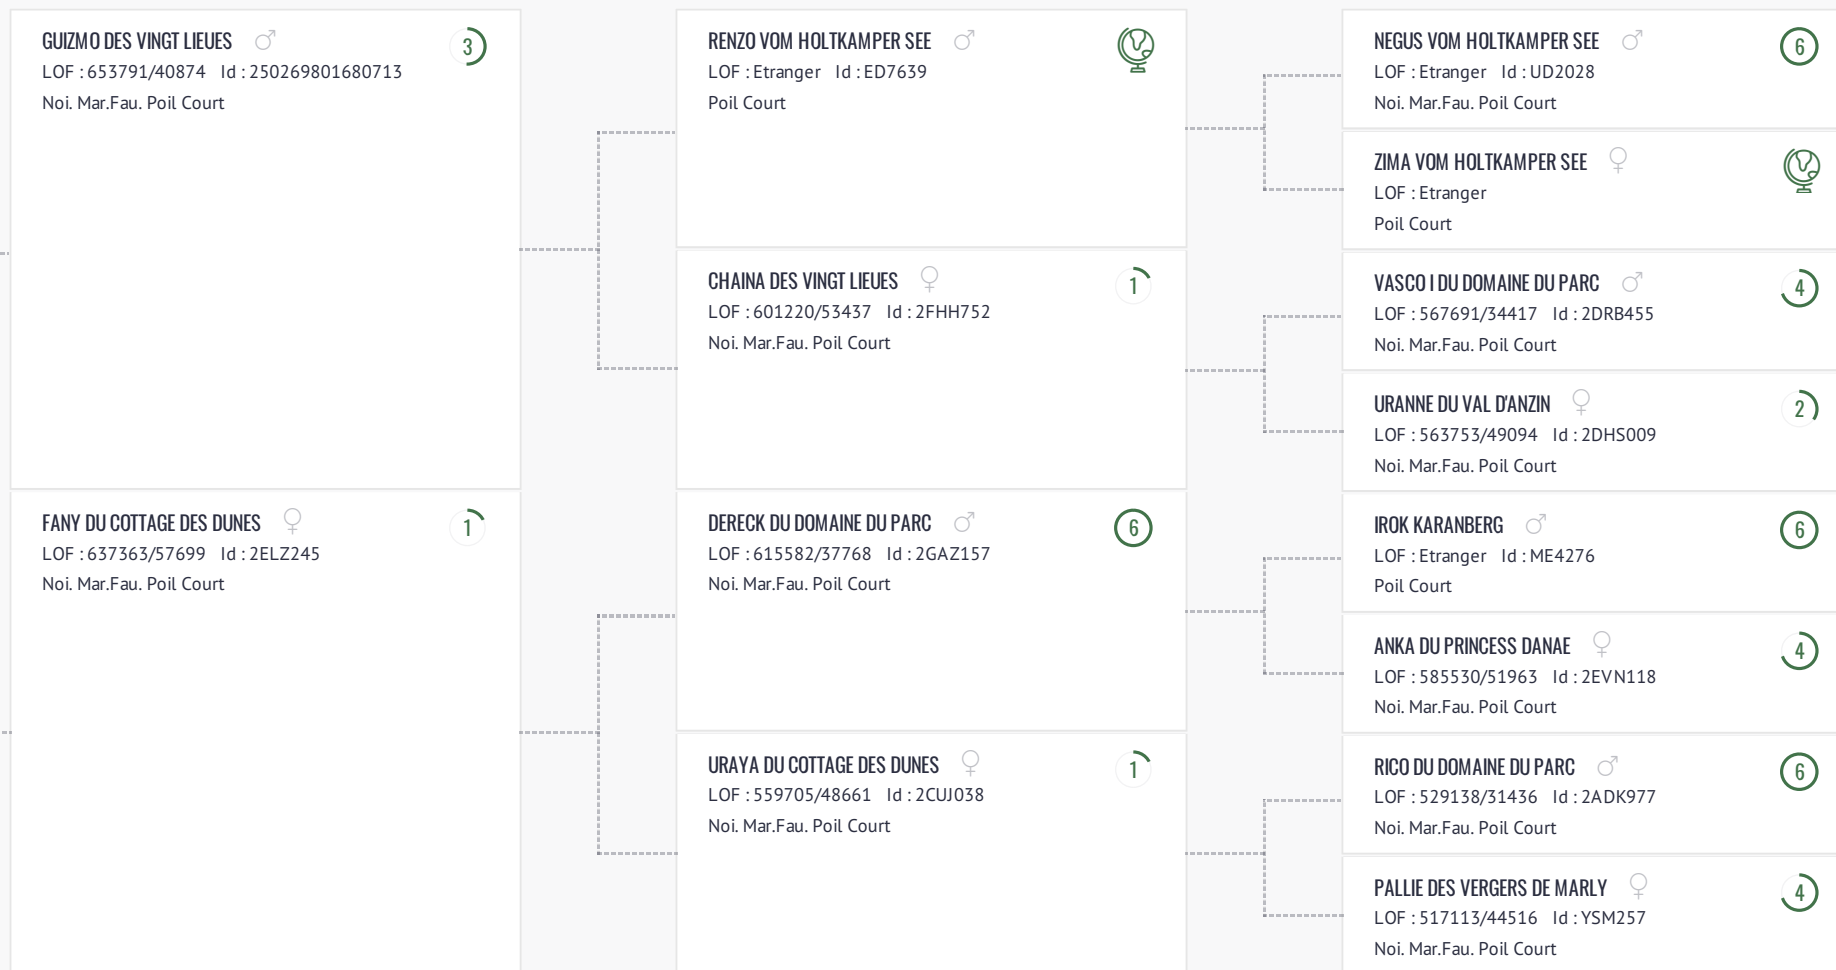 GUIZMO DES VINGT LIEUES
3
LOF : 653791/40874 Id : 250269801680713
Noi. Mar.Fau. Poil Court
FANY DU COTTAGE DES DUNES
1
LOF : 637363/57699 Id : 2ELZ245
Noi. Mar.Fau. Poil Court
RENZO VOM HOLTKAMPER SEE
LOF : Etranger Id : ED7639
Poil Court
CHAINA DES VINGT LIEUES
1
LOF : 601220/53437 Id : 2FHH752
Noi. Mar.Fau. Poil Court
DERECK DU DOMAINE DU PARC
6
LOF : 615582/37768 Id : 2GAZ157
Noi. Mar.Fau. Poil Court
URAYA DU COTTAGE DES DUNES
1
LOF : 559705/48661 Id : 2CUJ038
Noi. Mar.Fau. Poil Court
NEGUS VOM HOLTKAMPER SEE
6
LOF : Etranger Id : UD2028
Noi. Mar.Fau. Poil Court
ZIMA VOM HOLTKAMPER SEE
LOF : Etranger
Poil Court
VASCO I DU DOMAINE DU PARC
4
LOF : 567691/34417 Id : 2DRB455
Noi. Mar.Fau. Poil Court
URANNE DU VAL D'ANZIN
2
LOF : 563753/49094 Id : 2DHS009
Noi. Mar.Fau. Poil Court
IROK KARANBERG
6
LOF : Etranger Id : ME4276
Poil Court
ANKA DU PRINCESS DANAE
4
LOF : 585530/51963 Id : 2EVN118
Noi. Mar.Fau. Poil Court
RICO DU DOMAINE DU PARC
6
LOF : 529138/31436 Id : 2ADK977
Noi. Mar.Fau. Poil Court
PALLIE DES VERGERS DE MARLY
4
LOF : 517113/44516 Id : YSM257
Noi. Mar.Fau. Poil Court